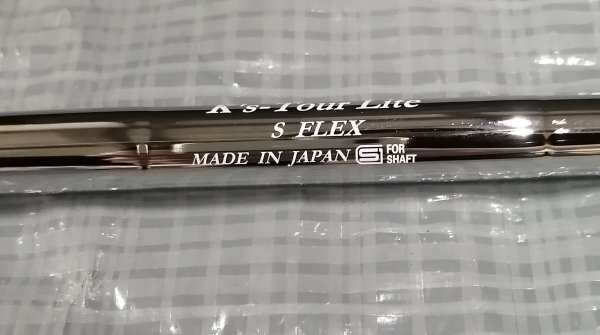 K's-Tour Lite
S FLEX
MADE IN JAPAN S FOR SHAFT